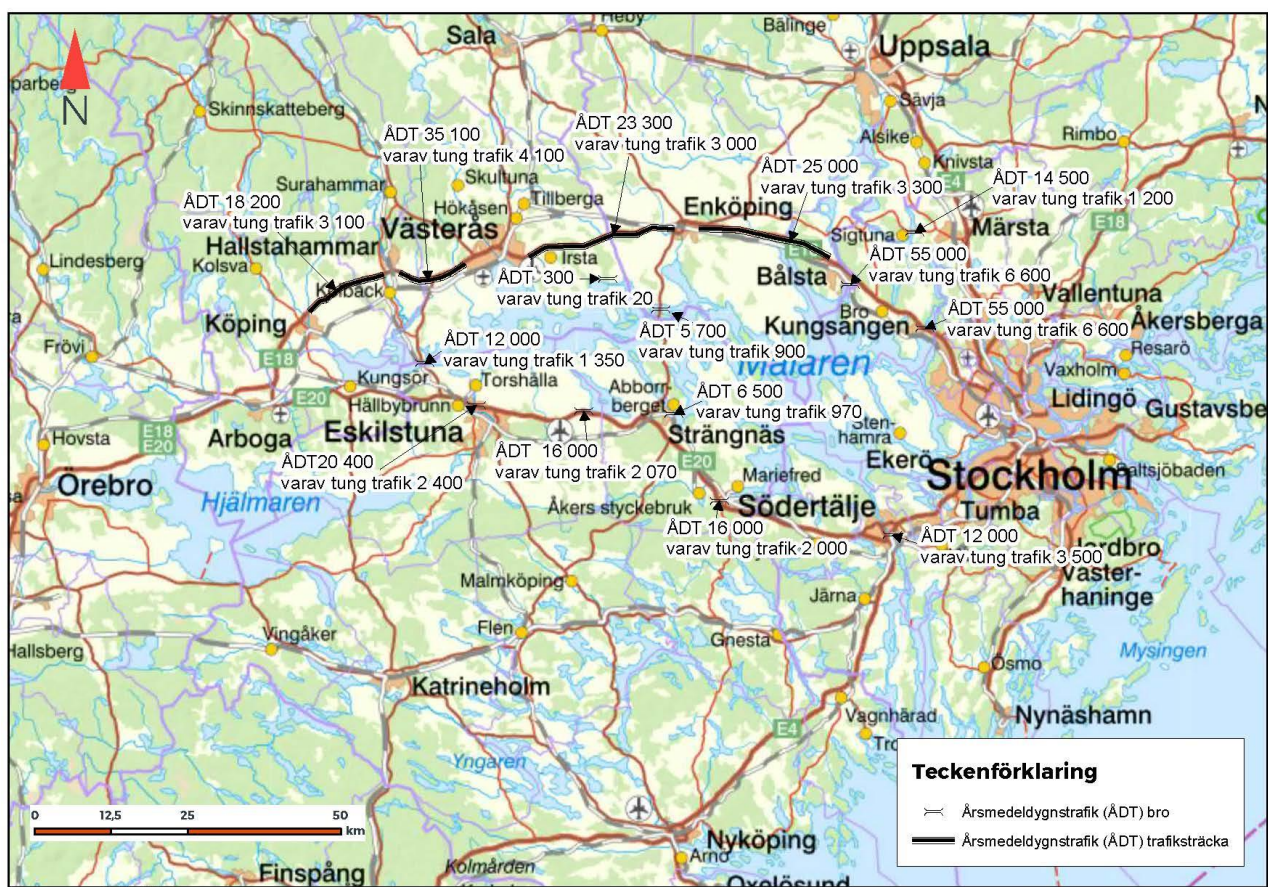 Heby
Bälinge
Sala
Uppsala
N
Skinnskatteberg
Sävja
ÅDT 35 100
varav tung trafik 4 100
ÅDT 23 300
varav tung trafik 3 000
Alsike
Rimbo
Knivsta
ÅDT 25 000
varav tung trafik 3 300
E4
ÅDT 14 500
varav tung trafik 1 200
Surahammar
Skultuna
Tillberga
ÅDT 18 200
varav tung trafik 3 100
Hökåsen
Enköping
Västerås
Sigtuna
Märsta
E18
E18
Hallstahammar
Lindesberg
Kolsva
Irsta
ÅDT 300
varav tung trafik 20
Bålsta
ÅDT 55 000
varav tung trafik 6 600
Kolbäck
Vallentuna
Köping
Bro
Kungsängen
ÅDT 55 000
varav tung trafik 6 600
Åkersberga
ÅDT 5 700
varav tung trafik 900
Frövi
E18
ÅDT 12 000
varav tung trafik 1 350
Mälaren
Resarö
Vaxholm
Kungsör
Torshälla
Abborr-
berget
ÅDT 6 500
varav tung trafik 970
Lidingö
Gustavsbe
E20
Hällbybrunn
Hovsta
E18
E20
Arboga
Eskilstuna
Strängnäs
Sten-
hamra
Ekerö
ÅDT20 400
varav tung trafik 2 400
ÅDT 16 000
varav tung trafik 2 070
E20
Mariefred
Stockholm
Saltsjöbaden
Örebro
Hjälmaren
Åkers styckebruk
Södertälje
Tumba
ÅDT 16 000
varav tung trafik 2 000
ÅDT 12 000
varav tung trafik 3 500
Jordbro
Väster-
haninge
Malmköping
Järna
Vingåker
Flen
Gnesta
Hallsberg
Mysingen
Ösmo
Katrineholm
Vagnhärad
Nynäshamn
E4
Tro
Yngaren
Teckenförklaring
Årsmedeldygnstrafik (ÅDT) bro
Årsmedeldygnstrafik (ÅDT) trafiksträcka
0 12,5 25 50
km
Nyköping
Arnö
Kolmården
Finspång
Oxelösund